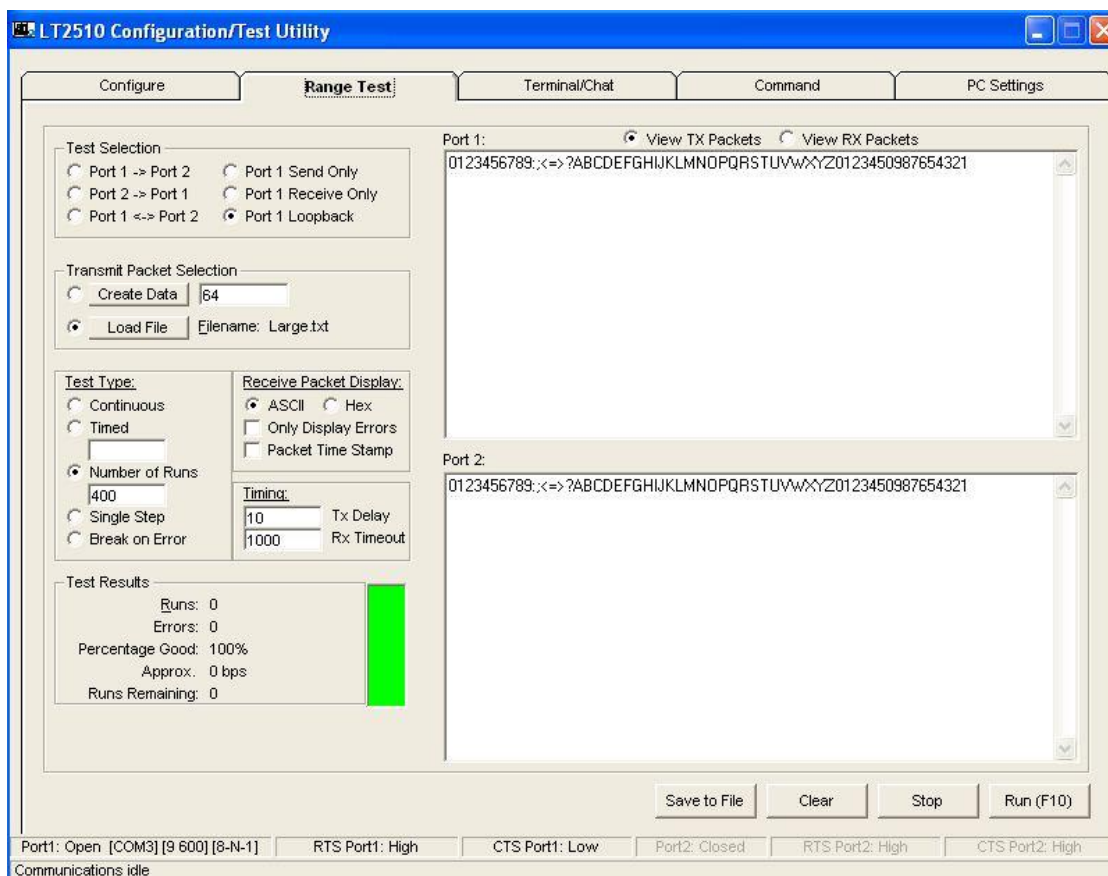 LT2510 Configuration/Test Utility
Configure
Range Test
Terminal/Chat
Command
PC Settings
Test Selection
Port 1 -> Port 2
Port 1 Send Only
Port 2 -> Port 1
Port 1 Receive Only
Port 1 <-> Port 2
Port 1 Loopback
Transmit Packet Selection
Create Data
64
Load File
Filename: Large.txt
Test Type:
Continuous
Timed
Number of Runs
400
Single Step
Break on Error
Receive Packet Display:
ASCII
Hex
Only Display Errors
Packet Time Stamp
Timing:
10 Tx Delay
1000 Rx Timeout
Test Results
Runs: 0
Errors: 0
Percentage Good: 100%
Approx. 0 bps
Runs Remaining: 0
Port 1:
View TX Packets
View RX Packets
0123456789:;<=>?ABCDEFGHIJKLMNOPQRSTUVWXYZ0123450987654321
Port 2:
0123456789:;<=>?ABCDEFGHIJKLMNOPQRSTUVWXYZ0123450987654321
Save to File
Clear
Stop
Run (F10)
Port1: Open [COM3] [9 600] [8-N-1]
RTS Port1: High
CTS Port1: Low
Port2: Closed
RTS Port2: High
CTS Port2: High
Communications idle